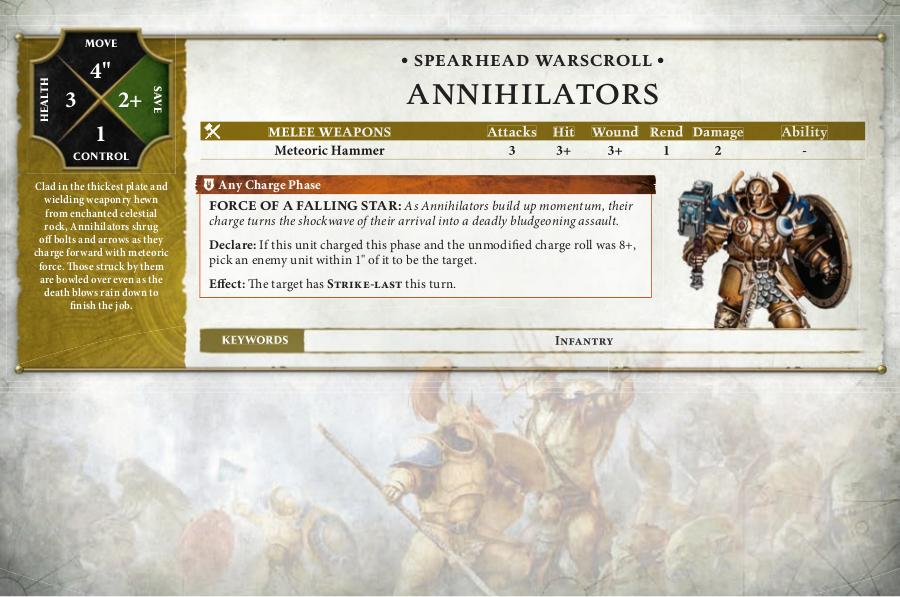 MOVE
4"
HEALTH
3
2+
SAVE
1
CONTROL
Clad in the thickest plate and
wielding weaponry hewn
from enchanted celestial
rock, Annihilators shrug
off bolts and arrows as they
charge forward with meteoric
force. Those struck by them
are bowled over even as the
death blows rain down to
finish the job.
• SPEARHEAD WARSCROLL •
ANNIHILATORS
MELEE WEAPONS Attacks Hit Wound Rend Damage Ability
Meteoric Hammer 3 3+ 3+ 1 2 -
Any Charge Phase
FORCE OF A FALLING STAR: As Annihilators build up momentum, their
charge turns the shockwave of their arrival into a deadly bludgeoning assault.
Declare: If this unit charged this phase and the unmodified charge roll was 8+,
pick an enemy unit within 1" of it to be the target.
Effect: The target has STRIKE-LAST this turn.
KEYWORDS INFANTRY